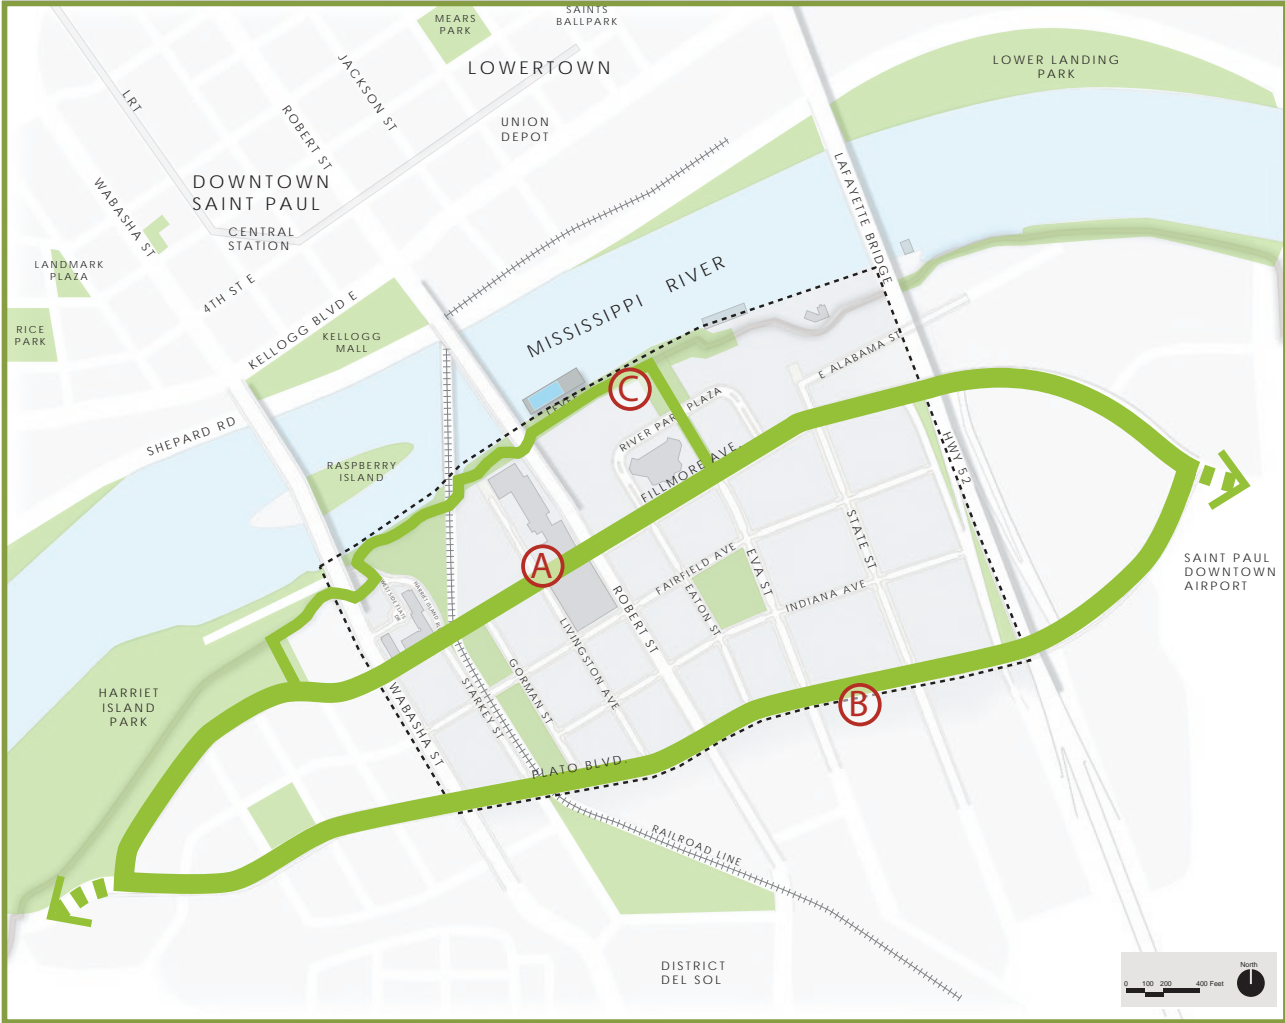 SAINTS
BALLPARK
MEARS
PARK
LOWERTOWN
LOWER LANDING
PARK
JACKSON ST
LRT
ROBERT ST
UNION
DEPOT
DOWNTOWN
SAINT PAUL
WABASHA ST
CENTRAL
STATION
LAFAYETTE BRIDGE
LANDMARK
PLAZA
4TH ST E
KELLOGG BLVD E
MISSISSIPPI RIVER
RICE
PARK
KELLOGG
MALL
E ALABAMA ST
C
SHEPARD RD
RIVER PARK PLAZA
RASPBERRY
ISLAND
FILLMORE AVE.
HWY 52
STATE ST
A
FAIRFIELD AVE
EVA ST
SAINT PAUL
DOWNTOWN
AIRPORT
EATON ST
INDIANA AVE
ROBERT ST
LIVINGSTON AVE
GORMAN ST
STARKEY ST
WABASHA ST
HARRIET
ISLAND
PARK
B
PLATO BLVD.
RAILROAD LINE
DISTRICT
DEL SOL
North
0 100 200 400 Feet